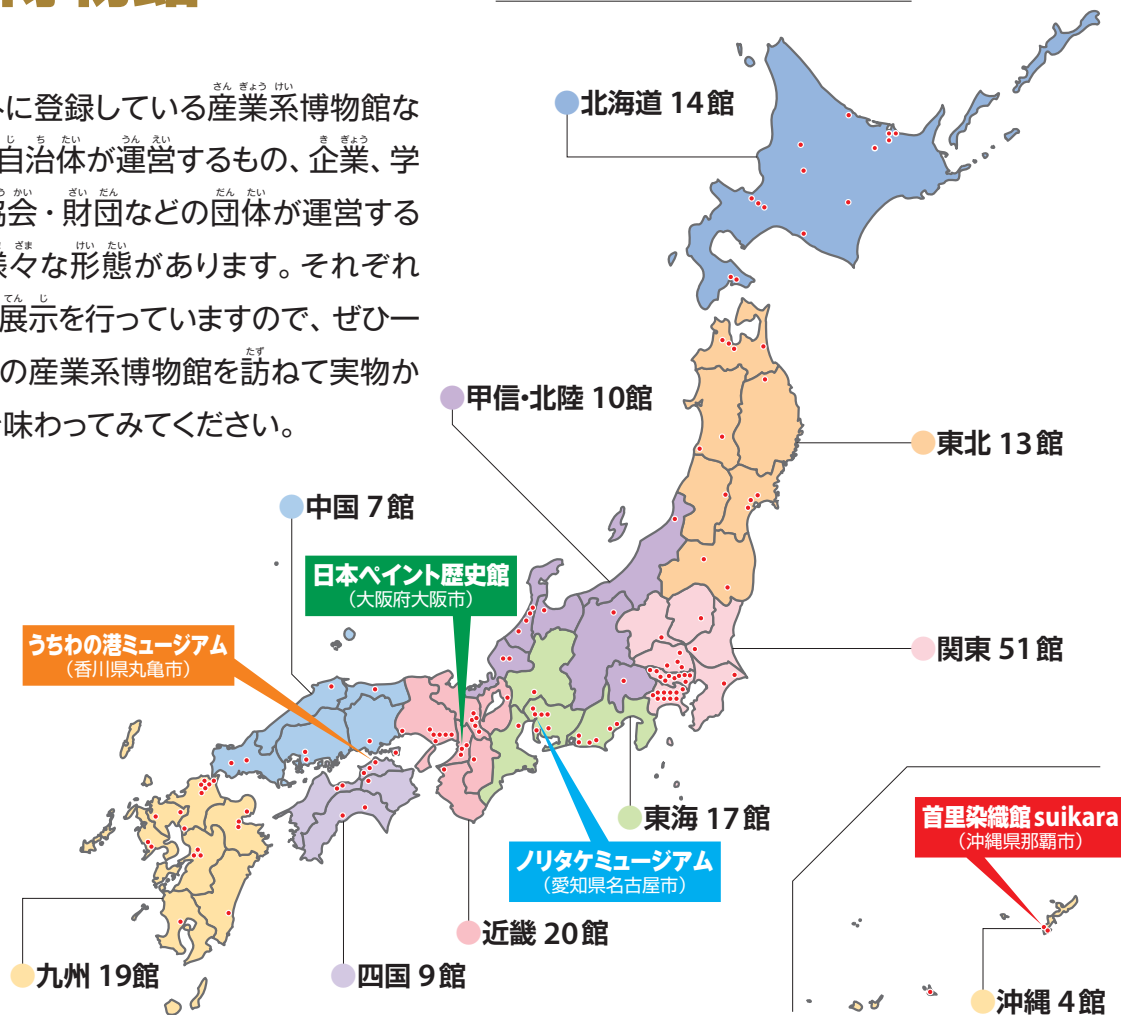 に登録している産業系博物館な
自治体が運営するもの、企業、学
会・財団などの団体が運営する
々な形態があります。それぞれ
展示を行っていますので、ぜひ一
の産業系博物館を訪ねて実物か
味わってみてください。
北海道 14館
甲信・北陸 10館
東北 13館
中国 7館
日本ペイント歴史館
（大阪府大阪市）
うちわの港ミュージアム
（香川県丸亀市）
関東 51館
東海 17館
首里染織館suikara
（沖縄県那覇市）
ノリタケミュージアム
（愛知県名古屋市）
近畿 20館
九州 19館
四国 9館
沖縄 4館